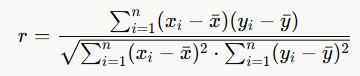 r = \frac{\sum_{i=1}^{n}(x_i - \bar{x})(y_i - \bar{y})}{\sqrt{\sum_{i=1}^{n}(x_i - \bar{x})^2 \cdot \sum_{i=1}^{n}(y_i - \bar{y})^2}}